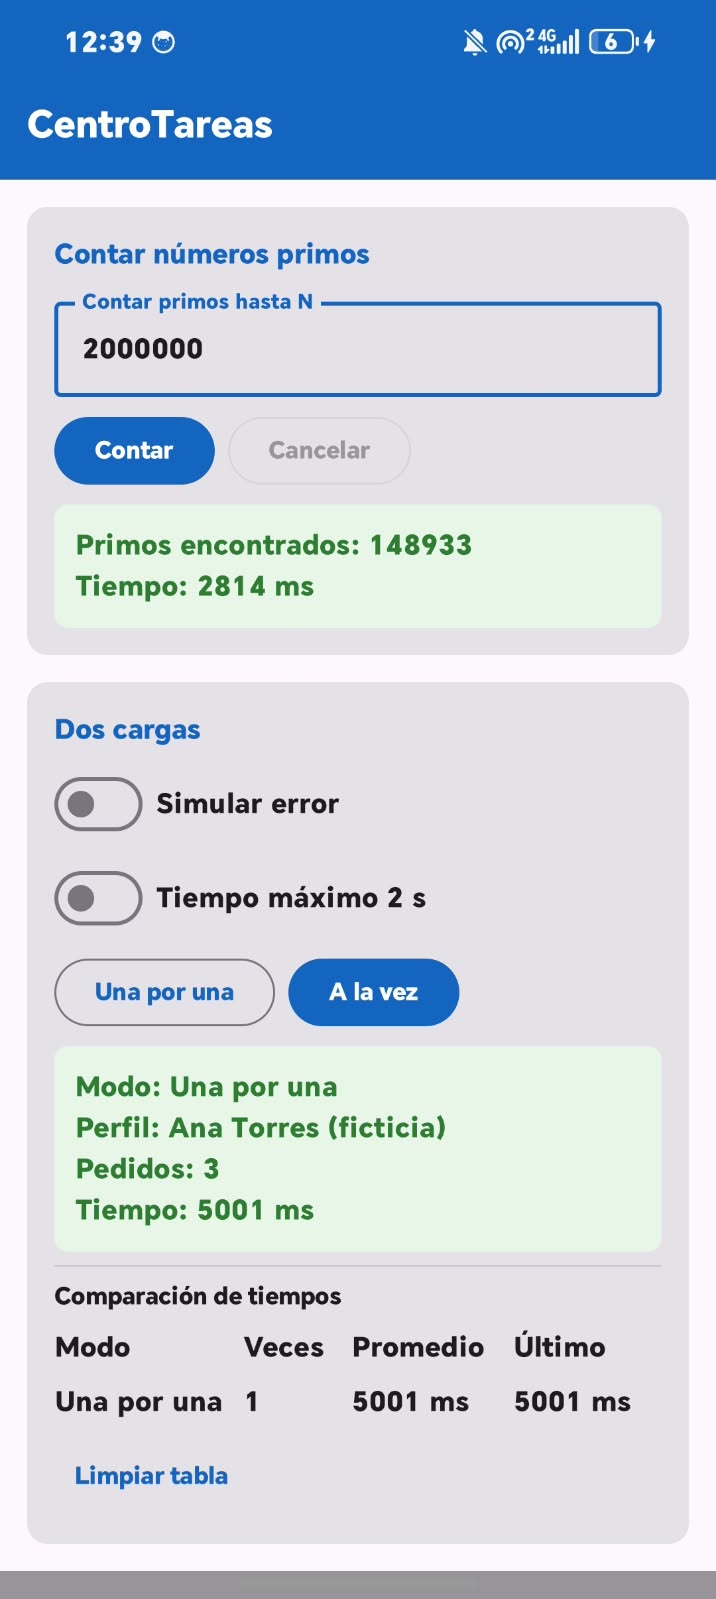 12:39 2 4G 6
CentroTareas
Contar números primos
Contar primos hasta N
2000000
Contar Cancelar
Primos encontrados: 148933
Tiempo: 2814 ms
Dos cargas
Simular error
Tiempo máximo 2 s
Una por una A la vez
Modo: Una por una
Perfil: Ana Torres (ficticia)
Pedidos: 3
Tiempo: 5001 ms
Comparación de tiempos
Modo Veces Promedio Último
Una por una 1 5001 ms 5001 ms
Limpiar tabla